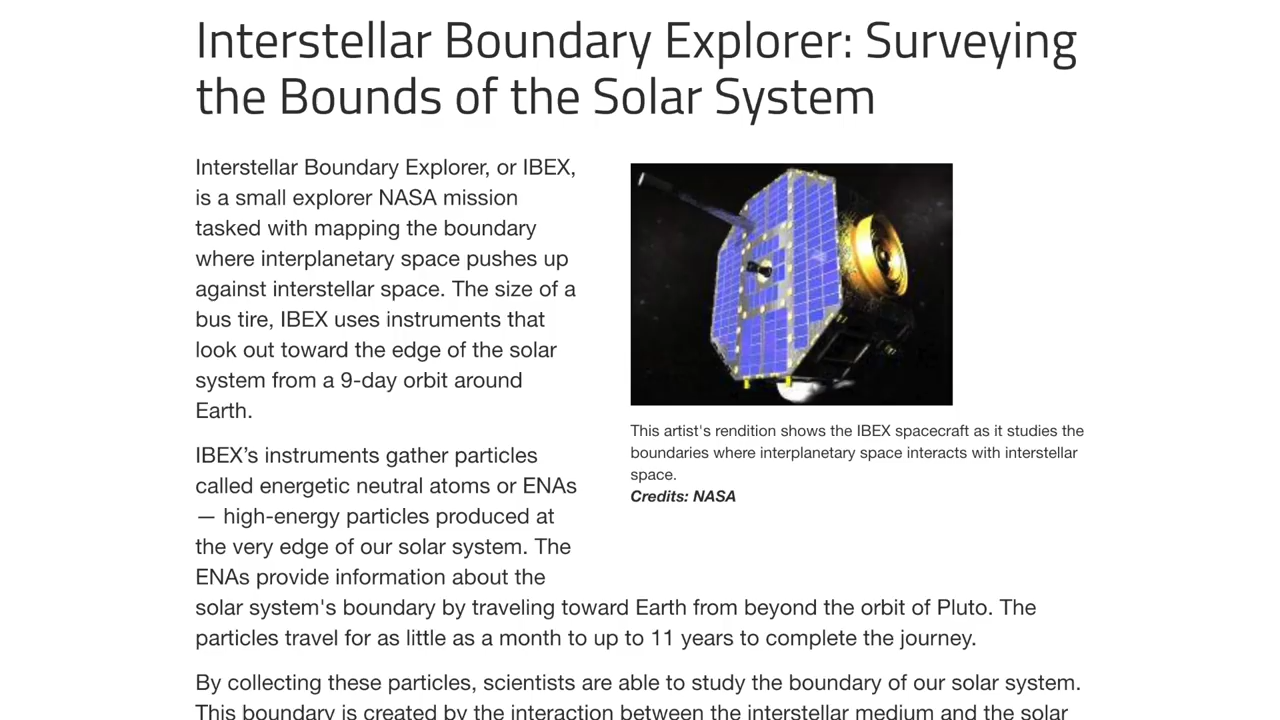 Interstellar Boundary Explorer: Surveying
the Bounds of the Solar System
Interstellar Boundary Explorer, or IBEX,
is a small explorer NASA mission
tasked with mapping the boundary
where interplanetary space pushes up
against interstellar space. The size of a
bus tire, IBEX uses instruments that
look out toward the edge of the solar
system from a 9-day orbit around
Earth.
This artist's rendition shows the IBEX spacecraft as it studies the
boundaries where interplanetary space interacts with interstellar
space.
Credits: NASA
IBEX’s instruments gather particles
called energetic neutral atoms or ENAs
— high-energy particles produced at
the very edge of our solar system. The
ENAs provide information about the
solar system's boundary by traveling toward Earth from beyond the orbit of Pluto. The
particles travel for as little as a month to up to 11 years to complete the journey.
By collecting these particles, scientists are able to study the boundary of our solar system.
This boundary is created by the interaction between the interstellar medium and the solar